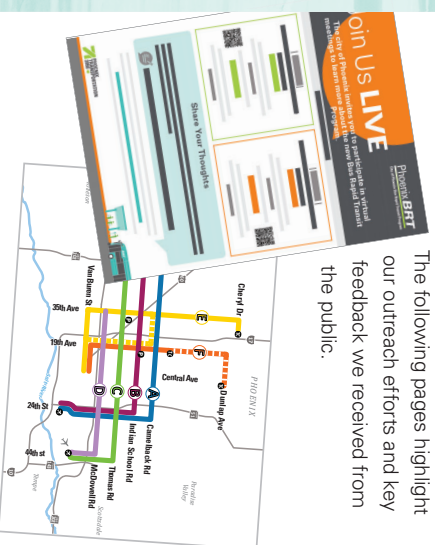 The following pages highlight
our outreach efforts and key
feedback we received from
the public.
PhoenixBRT
oin Us LIVE
The city of Phoenix invites you to participate in virtual
meetings to learn more about the new Bus Rapid Transit
Program.
Share Your Thoughts
PHOENIX
Paradise
Valley
Scottsdale
Tempe
Cheryl Dr
Dunlap Ave
Central Ave
E
F
A
B
C
D
Camelback Rd
Indian School Rd
Thomas Rd
McDowell Rd
Van Buren St
35th Ave
19th Ave
24th St
44th St